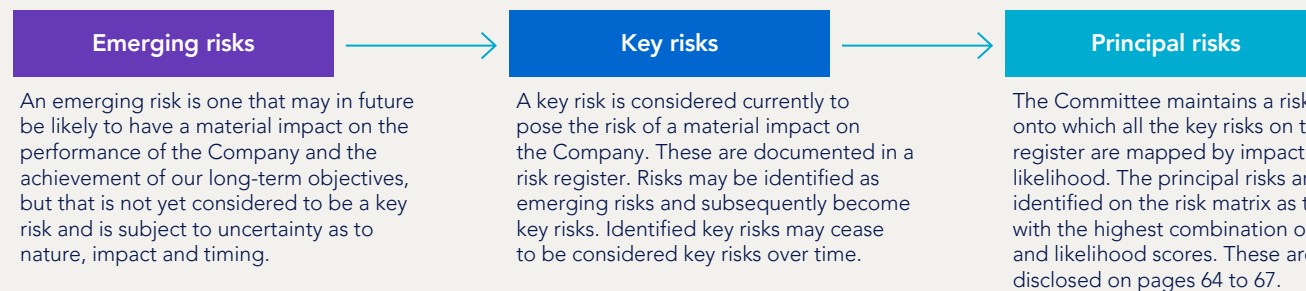 Emerging risks
An emerging risk is one that may in future
be likely to have a material impact on the
performance of the Company and the
achievement of our long-term objectives,
but that is not yet considered to be a key
risk and is subject to uncertainty as to
nature, impact and timing.
Key risks
A key risk is considered currently to
pose the risk of a material impact on
the Company. These are documented in a
risk register. Risks may be identified as
emerging risks and subsequently become
key risks. Identified key risks may cease
to be considered key risks over time.
Principal risks
The Committee maintains a risk
onto which all the key risks on
register are mapped by impact
likelihood. The principal risks
identified on the risk matrix as
with the highest combination
and likelihood scores. These
disclosed on pages 64 to 67.